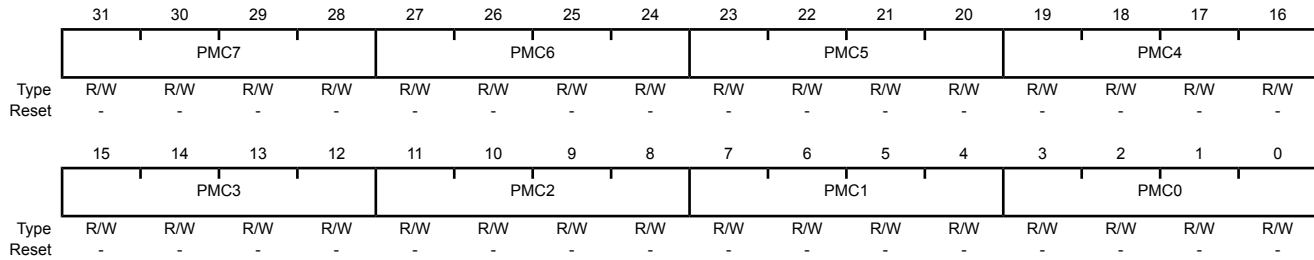 31 30 29 28 27 26 25 24 23 22 21 20 19 18 17 16
PMC7 PMC6 PMC5 PMC4
Type R/W R/W R/W R/W R/W R/W R/W R/W R/W R/W R/W R/W R/W R/W R/W R/W
Reset - - - - - - - - - - - - - - - -
15 14 13 12 11 10 9 8 7 6 5 4 3 2 1 0
PMC3 PMC2 PMC1 PMC0
Type R/W R/W R/W R/W R/W R/W R/W R/W R/W R/W R/W R/W R/W R/W R/W R/W
Reset - - - - - - - - - - - - - - - -